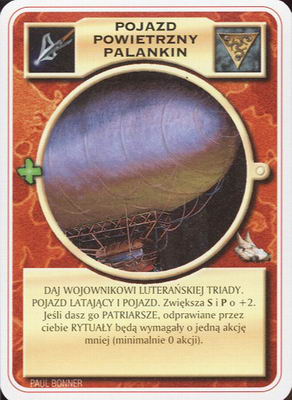 POJAZD
POWIETRZNY
PALANKIN
DAJ WOJOWNIKOWI LUTERAŃSKIEJ TRIADY.
POJAZD LATAJĄCY I POJAZD. Zwiększa S i P o +2.
Jeśli dasz go PATRIARSZE, odprawiane przez
ciebie RYTUAŁY będą wymagały o jedną akcję
mniej (minimalnie 0 akcji).
PAUL BONNER